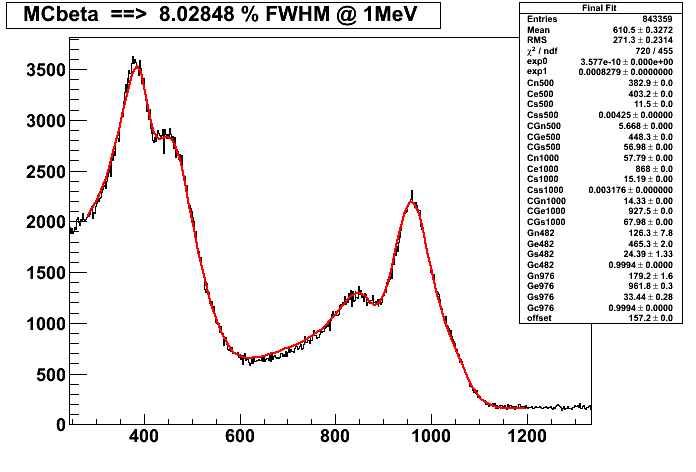 MCbeta ==> 8.02848 % FWHM @ 1MeV
Final Fit
Entries 843359
Mean 610.5 ± 0.3272
RMS 271.3 ± 0.2314
χ² / ndf 720 / 455
exp0 3.577e-10 ± 0.000e+00
exp1 0.0008279 ± 0.0000000
Cn500 382.9 ± 0.0
Ce500 403.2 ± 0.0
Cs500 11.5 ± 0.0
Css500 0.00425 ± 0.00000
CGn500 5.668 ± 0.000
CGe500 448.3 ± 0.0
CGs500 56.98 ± 0.00
Cn1000 57.79 ± 0.00
Ce1000 868 ± 0.0
Cs1000 15.19 ± 0.00
Css1000 0.003176 ± 0.000000
CGn1000 14.33 ± 0.00
CGe1000 927.5 ± 0.0
CGs1000 67.98 ± 0.00
Gn482 126.3 ± 7.8
Ge482 465.3 ± 2.0
Gs482 24.39 ± 1.33
Gc482 0.9994 ± 0.0000
Gn976 179.2 ± 1.6
Ge976 961.8 ± 0.3
Gs976 33.44 ± 0.28
Gc976 0.9994 ± 0.0000
offset 157.2 ± 0.0
3500
3000
2500
2000
1500
1000
500
0
400 600 800 1000 1200